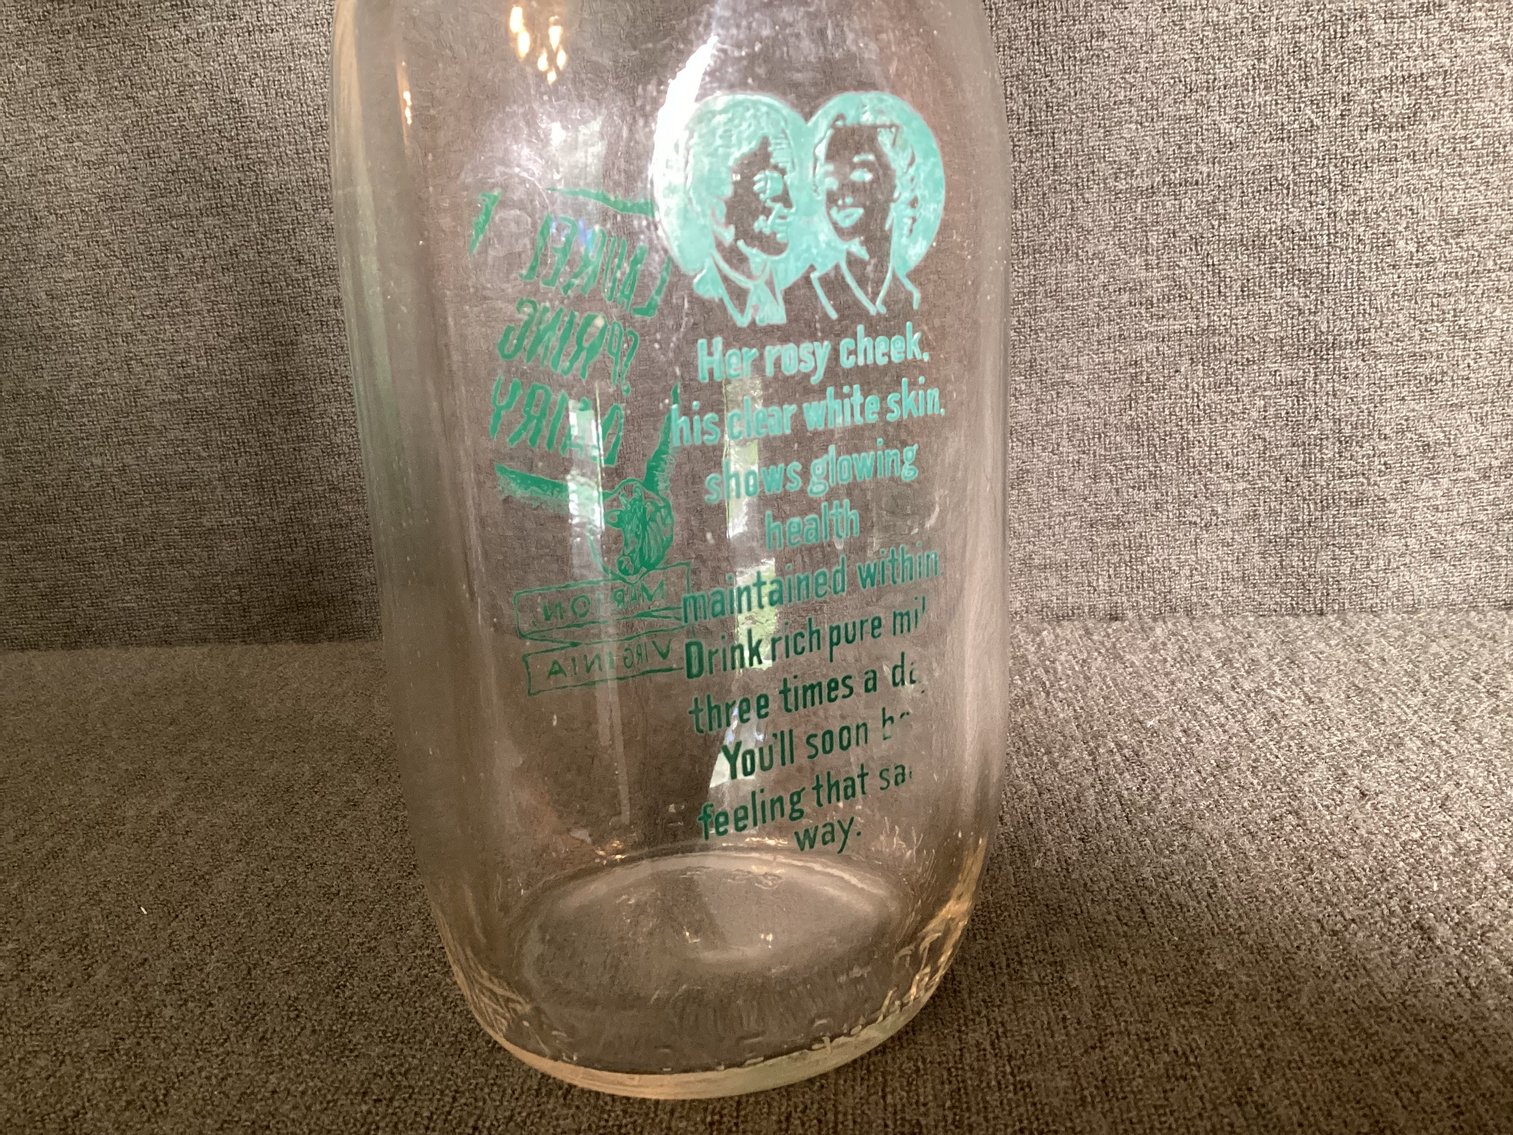 Her rosy cheek,
his clear white skin,
shows glowing
health
maintained within.
Drink rich pure
three times a
You'll soon
feeling that
way.
LAUREL
SPRING
DAIRY
MARION,
VIRGINIA